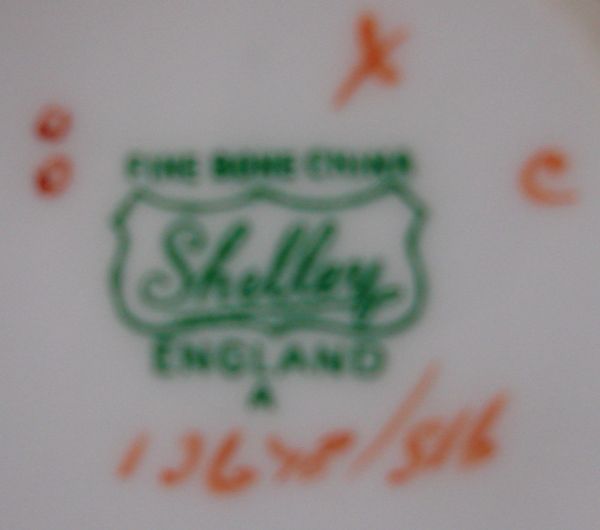 X
FINE BONE CHINA
C
Shelley
ENGLAND
A